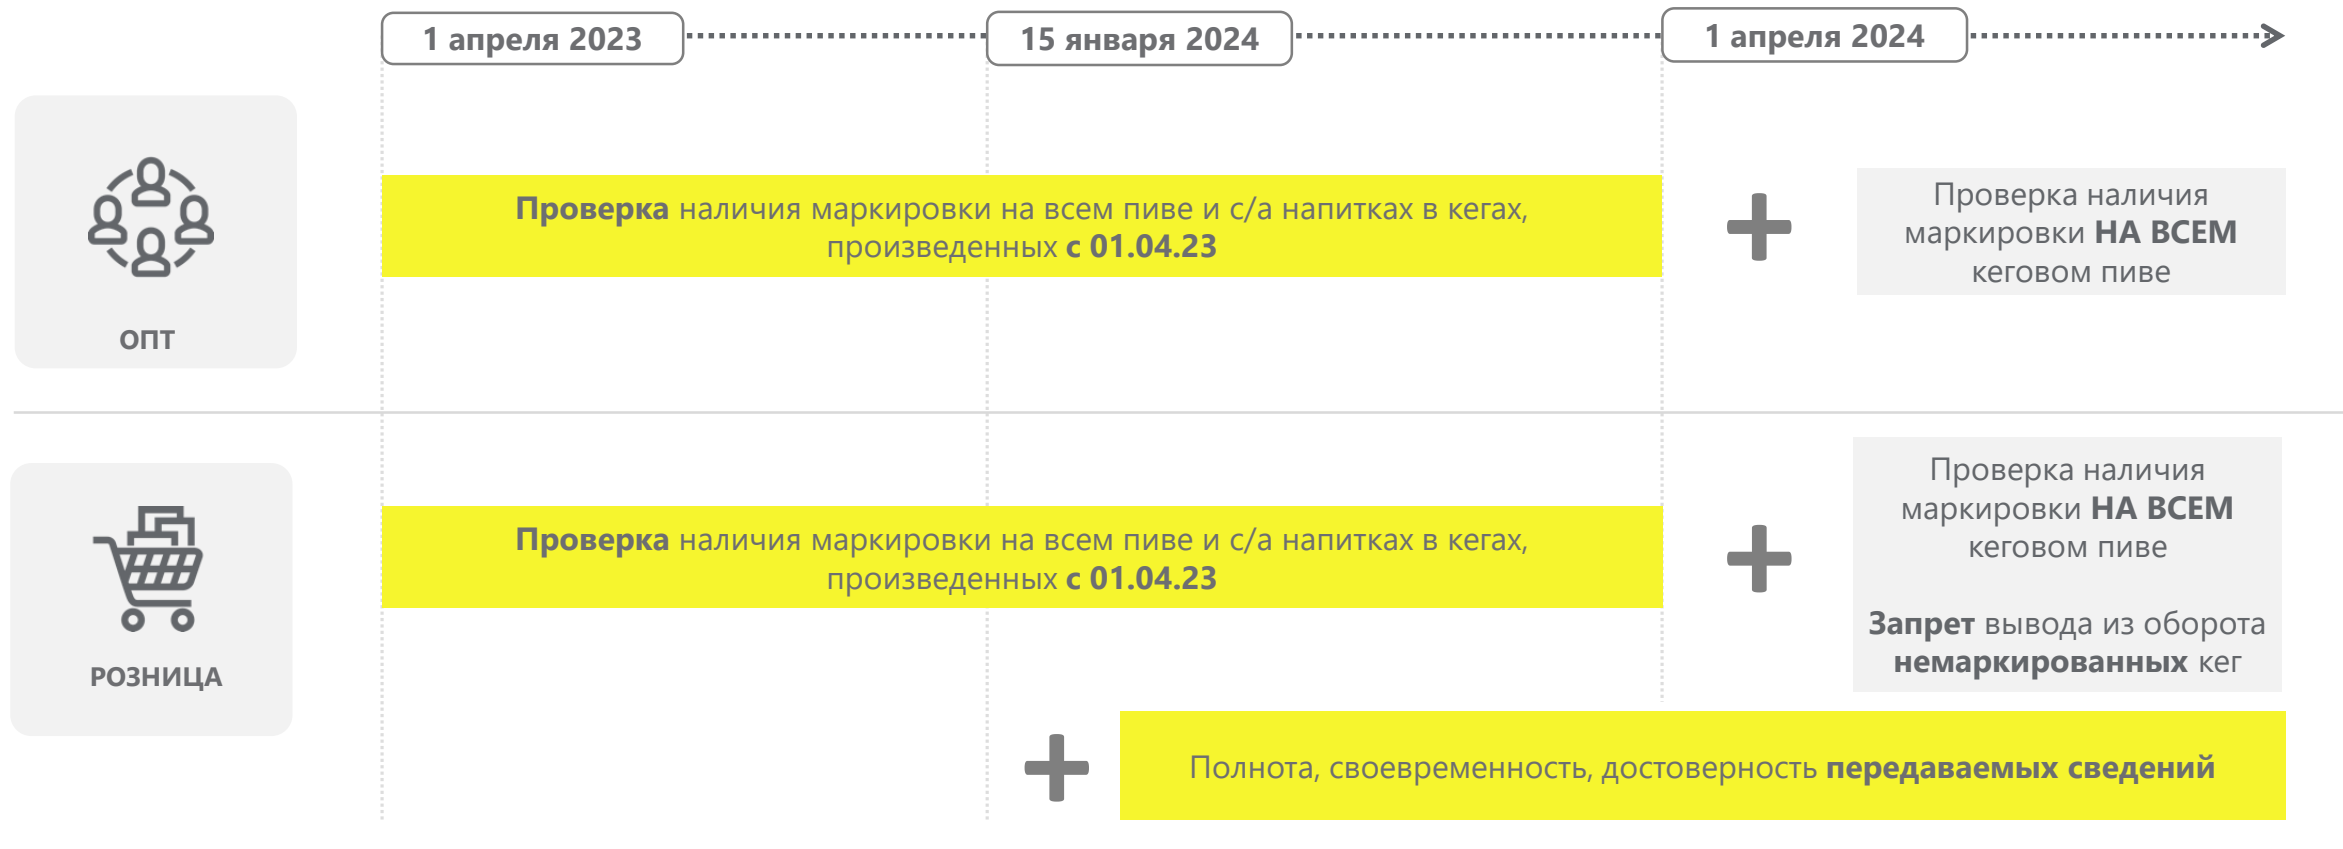 1 апреля 2023
15 января 2024
1 апреля 2024
ОПТ
Проверка наличия маркировки на всем пиве и с/а напитках в кегах,
произведенных с 01.04.23
Проверка наличия
маркировки НА ВСЕМ
кеговом пиве
РОЗНИЦА
Проверка наличия маркировки на всем пиве и с/а напитках в кегах,
произведенных с 01.04.23
Проверка наличия
маркировки НА ВСЕМ
кеговом пиве
Запрет вывода из оборота
немаркированных кег
Полнота, своевременность, достоверность передаваемых сведений